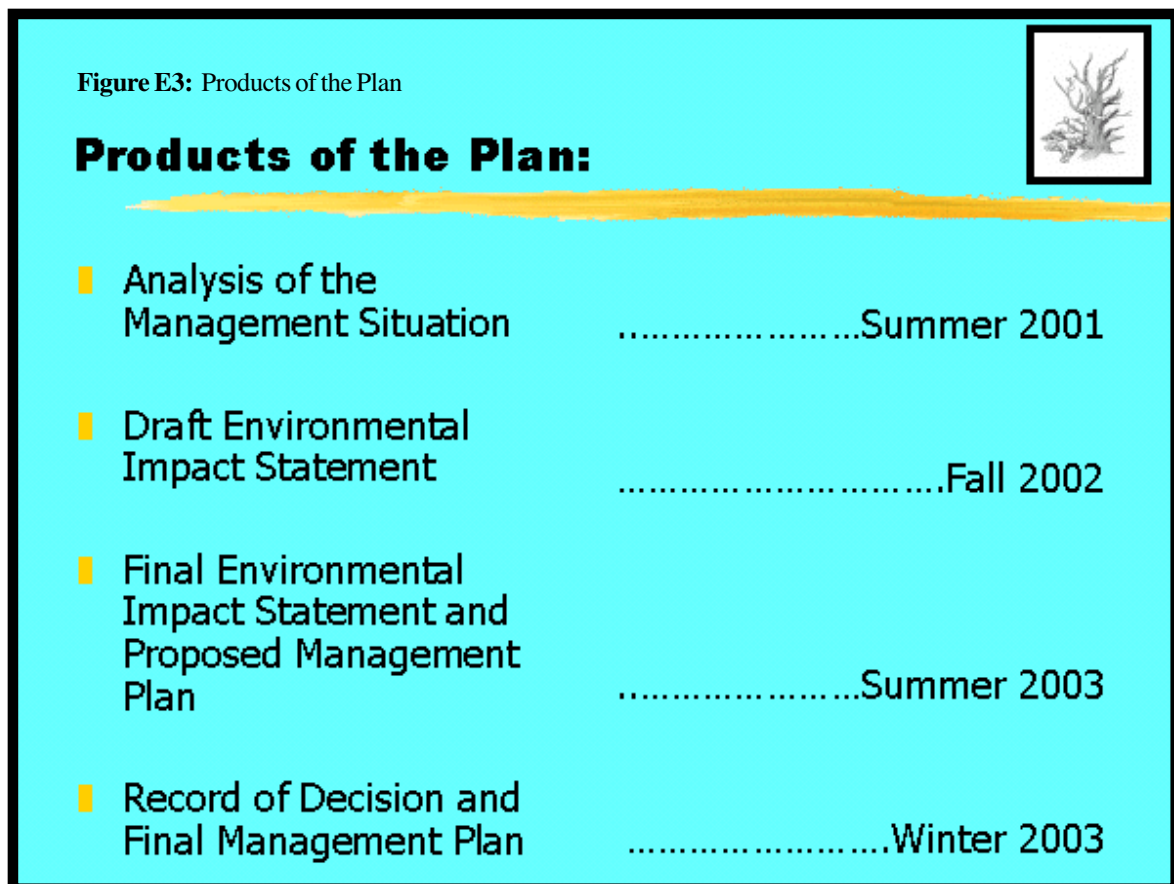 Figure E3: Products of the Plan
Products of the Plan:
Analysis of the
Management Situation ........................Summer 2001
Draft Environmental
Impact Statement ................................Fall 2002
Final Environmental
Impact Statement and
Proposed Management
Plan ........................Summer 2003
Record of Decision and
Final Management Plan ..........................Winter 2003